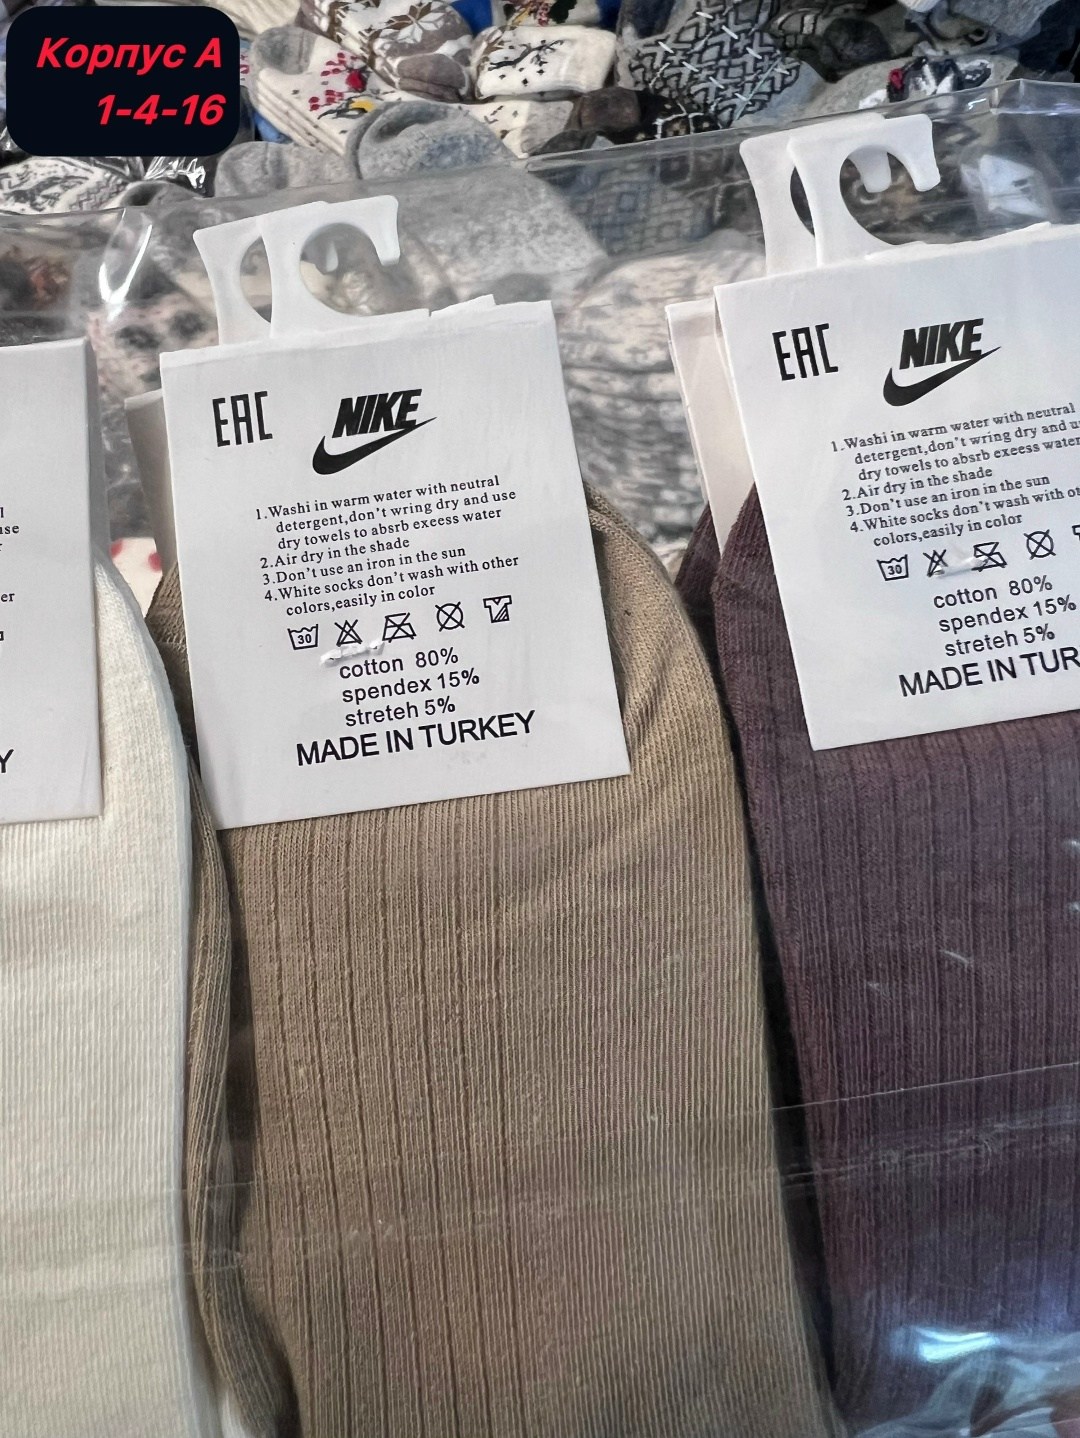 Корпус А
1-4-16
EAC
NIKE
1.Washi in warm water with neutral
detergent,don't wring dry and use
dry towels to absrb exeess water
2.Air dry in the shade
3.Don't use an iron in the sun
4.White socks don't wash with other
colors,easily in color
30
cotton 80%
spendex 15%
streteh 5%
MADE IN TURKEY
EAC
NIKE
1.Washi in warm water with neutral
detergent,don't wring dry and
dry towels to absrb exeess water
2.Air dry in the shade
3.Don't use an iron in the sun
4.White socks don't wash with
colors,easily in color
30
cotton 80%
spendex 15%
streteh 5%
MADE IN TUR